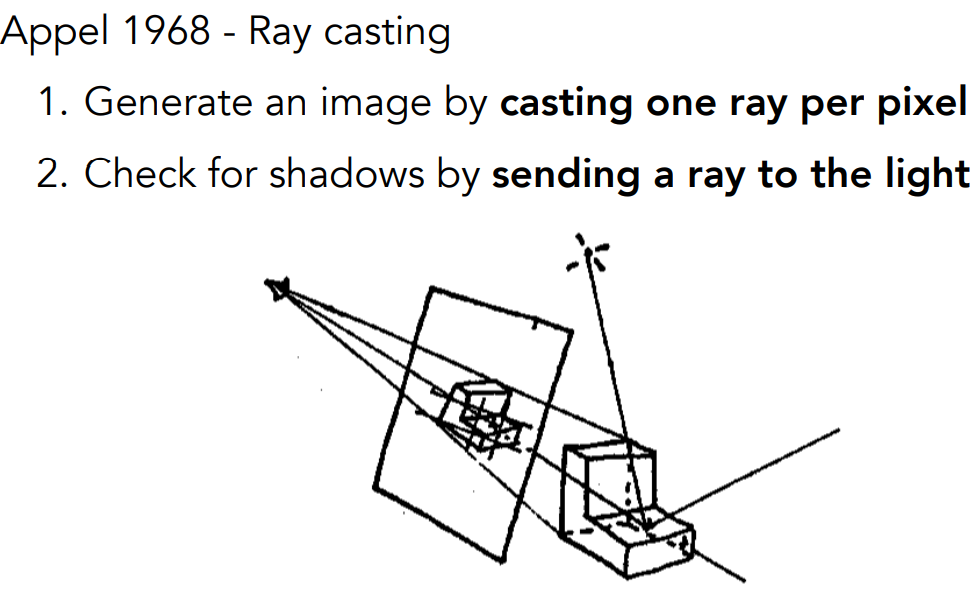 Appel 1968 - Ray casting
1. Generate an image by casting one ray per pixel
2. Check for shadows by sending a ray to the light